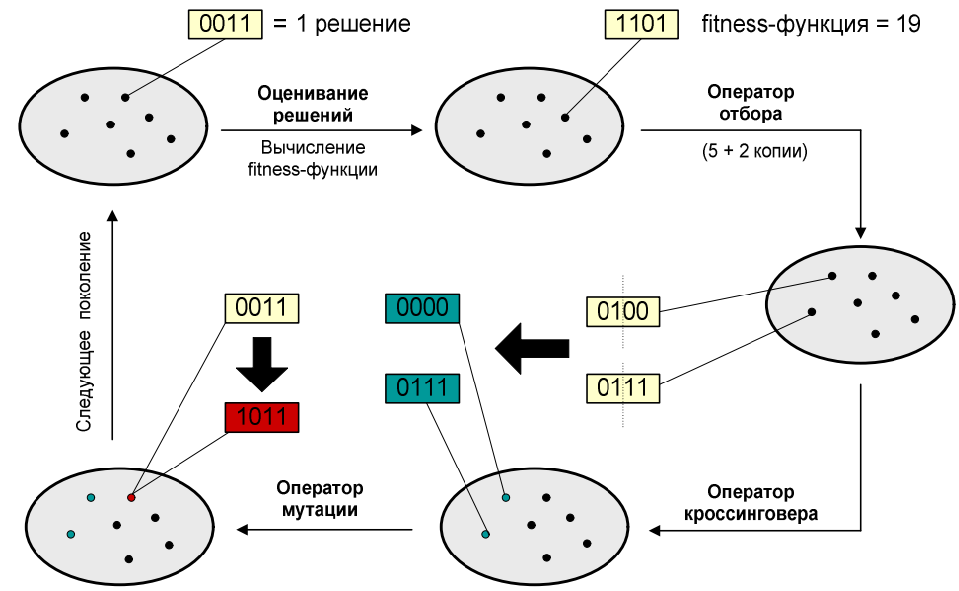 0011 = 1 решение
1101 fitness-функция = 19
Оценивание
решений
Вычисление
fitness-функции
Оператор
отбора
(5 + 2 копии)
Следующее поколение
0011
1011
0000
0111
0100
0111
Оператор
кроссинговера
Оператор
мутации